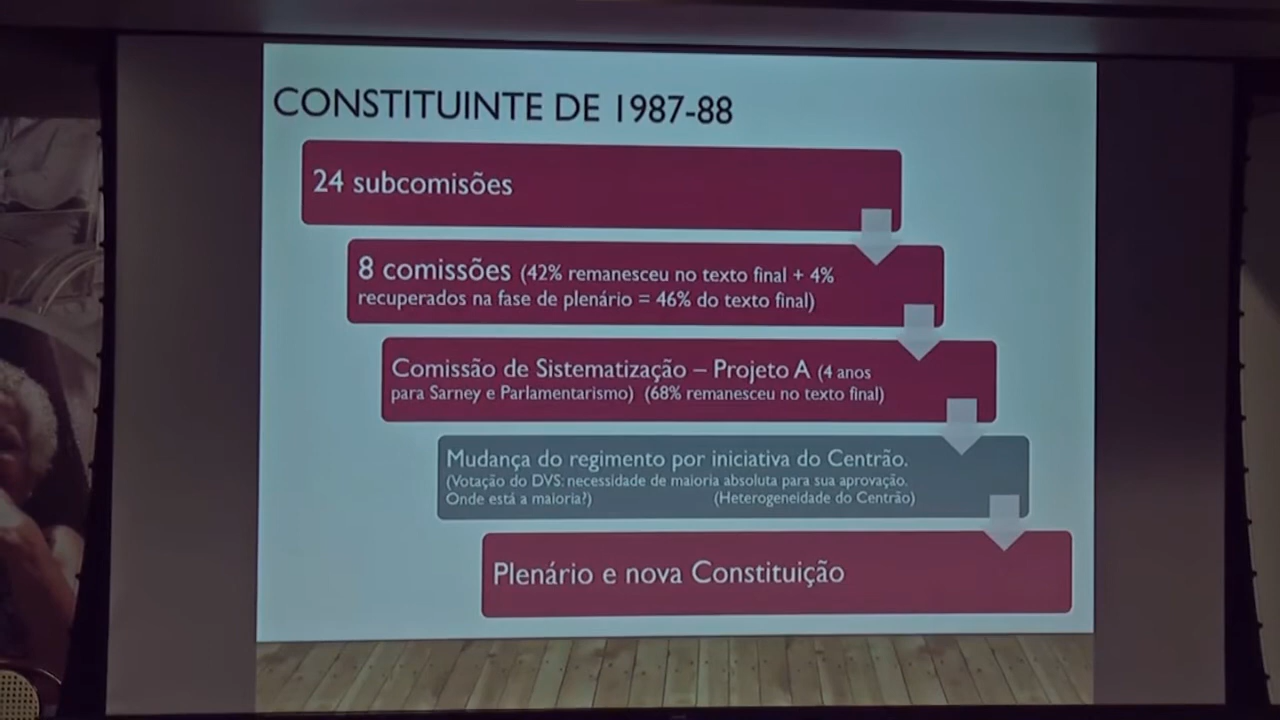 CONSTITUINTE DE 1987-88
24 subcomisões
8 comissões (42% remanesceu no texto final + 4%
recuperados na fase de plenário = 46% do texto final)
Comissão de Sistematização – Projeto A (4 anos
para Sarney e Parlamentarismo) (68% remanesceu no texto final)
Mudança do regimento por iniciativa do Centrão.
(Votação do DVS: necessidade de maioria absoluta para sua aprovação.
Onde está a maioria?) (Heterogeneidade do Centrão)
Plenário e nova Constituição